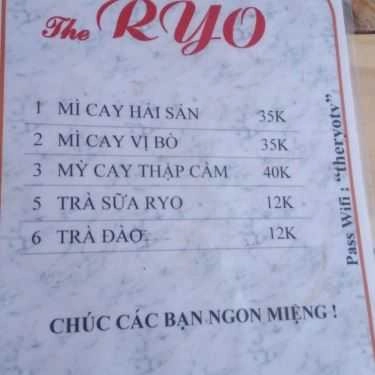 The RYO
1 MÌ CAY HẢI SẢN 35K
2 MÌ CAY VỊ BÒ 35K
3 MỲ CAY THẬP CẨM 40K
5 TRÀ SỮA RYO 12K
6 TRÀ ĐÀO 12K
CHÚC CÁC BẠN NGON MIỆNG !
Pass Wifi : “theryotv”